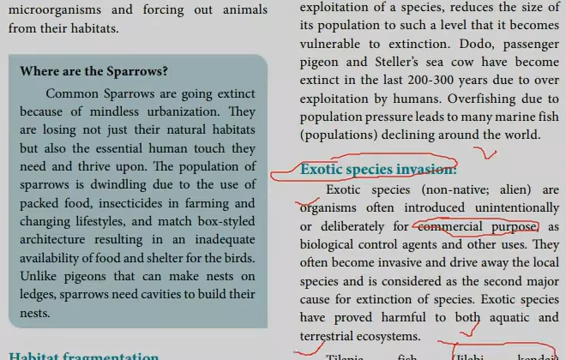 microorganisms and forcing out animals
from their habitats.
Where are the Sparrows?
Common Sparrows are going extinct
because of mindless urbanization. They
are losing not just their natural habitats
but also the essential human touch they
need and thrive upon. The population of
sparrows is dwindling due to the use of
packed food, insecticides in farming and
changing lifestyles, and match box-styled
architecture resulting in an inadequate
availability of food and shelter for the birds.
Unlike pigeons that can make nests on
ledges, sparrows need cavities to build their
nests.
Habitat fragmentation
exploitation of a species, reduces the size of
its population to such a level that it becomes
vulnerable to extinction. Dodo, passenger
pigeon and Steller's sea cow have become
extinct in the last 200-300 years due to over
exploitation by humans. Overfishing due to
population pressure leads to many marine fish
(populations) declining around the world.
Exotic species invasion:
Exotic species (non-native; alien) are
organisms often introduced unintentionally
or deliberately for commercial purpose, as
biological control agents and other uses. They
often become invasive and drive away the local
species and is considered as the second major
cause for extinction of species. Exotic species
have proved harmful to both aquatic and
terrestrial ecosystems.
Tilapia fish (Jilabi kendai)